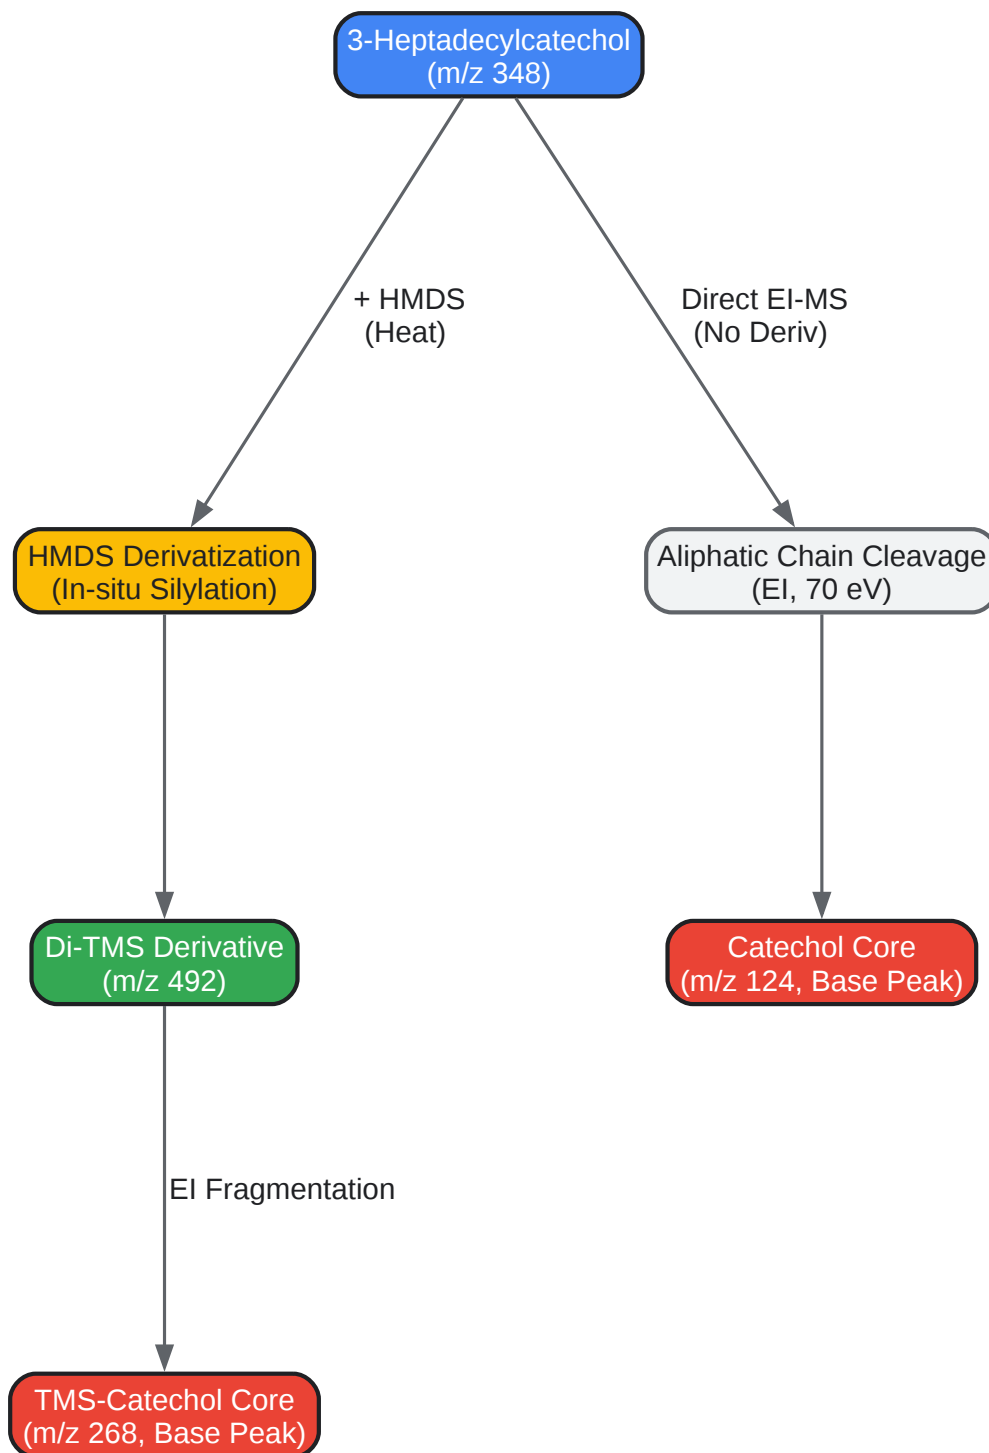 3-Heptadecylcatechol
(m/z 348)
+ HMDS
(Heat)
Direct EI-MS
(No Deriv)
HMDS Derivatization
(In-situ Silylation)
Aliphatic Chain Cleavage
(EI, 70 eV)
Di-TMS Derivative
(m/z 492)
Catechol Core
(m/z 124, Base Peak)
EI Fragmentation
TMS-Catechol Core
(m/z 268, Base Peak)